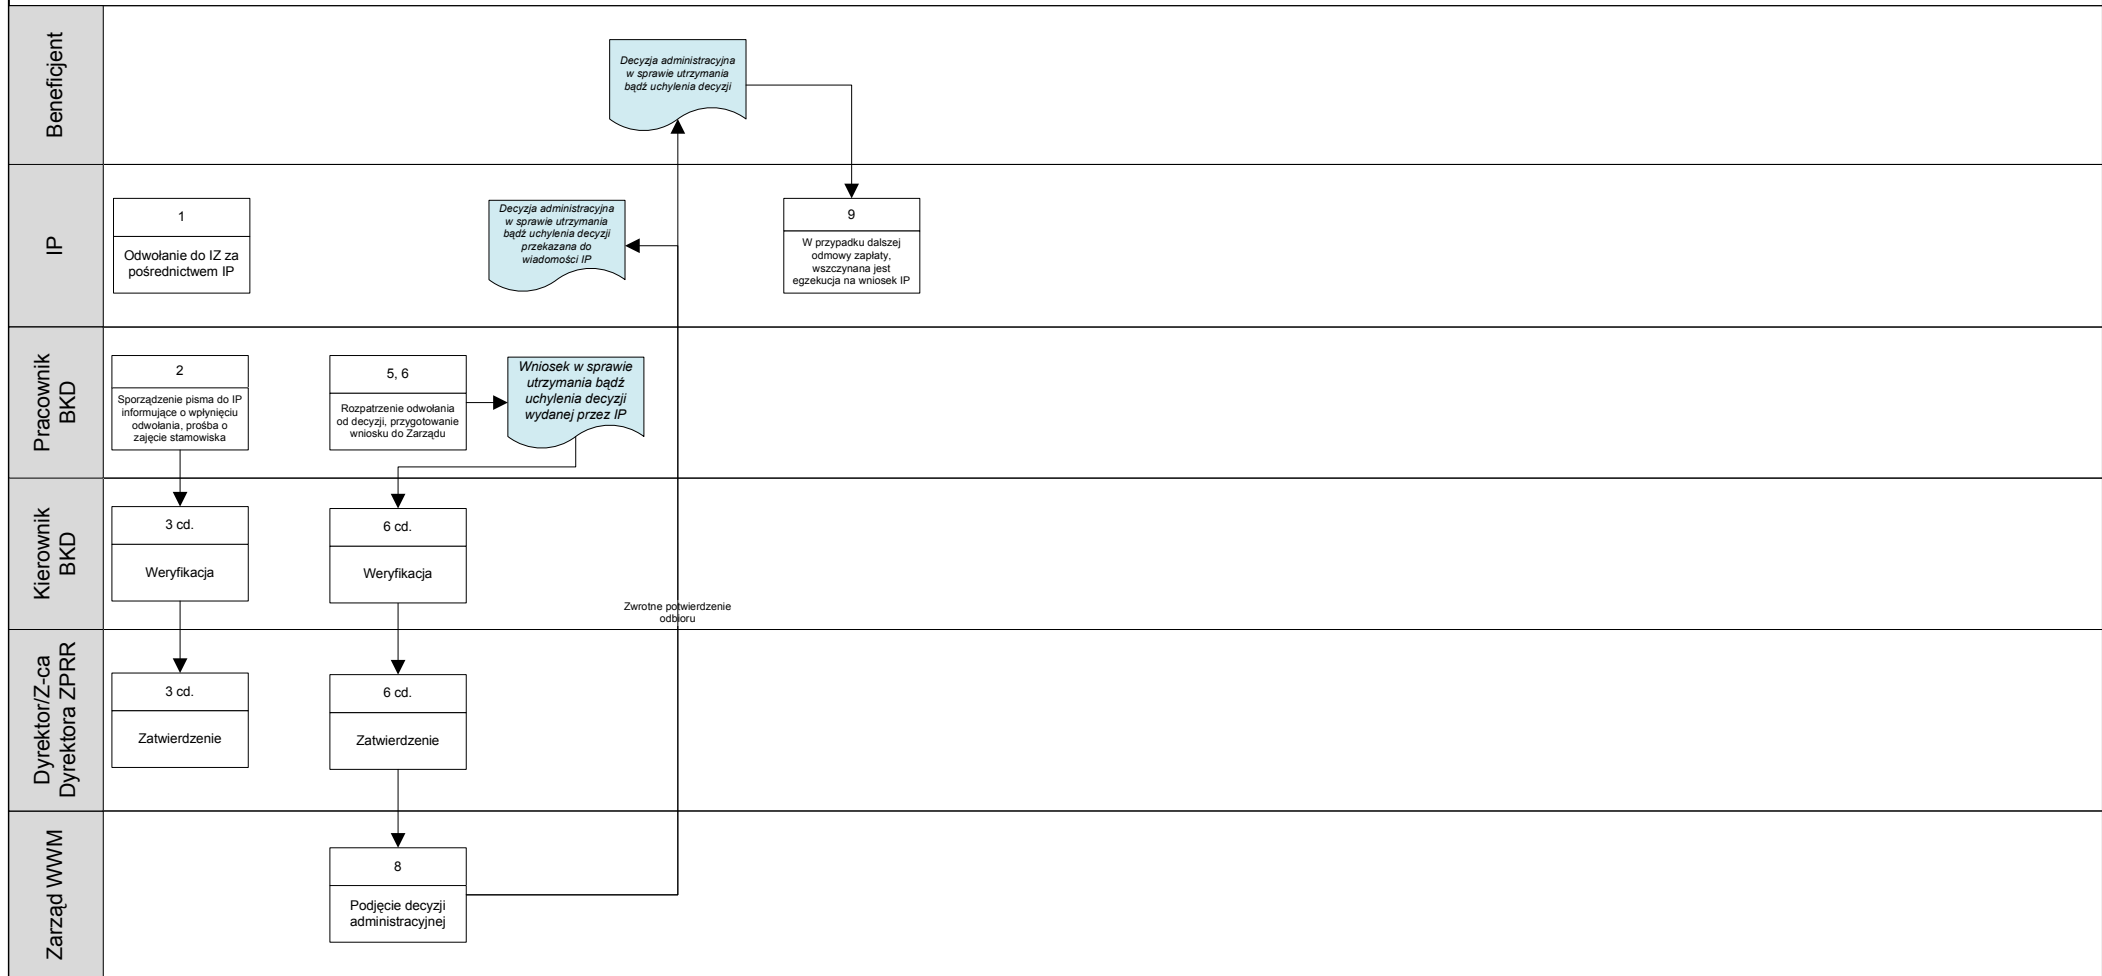 Beneficjent
Decyzja administracyjna
w sprawie utrzymania
bądź uchylenia decyzji
IP
1
Odwołanie do IZ za
pośrednictwem IP
Decyzja administracyjna
w sprawie utrzymania
bądź uchylenia decyzji
przekazana do
wiadomości IP
9
W przypadku dalszej
odmowy zapłaty,
wszczynana jest
egzekucja na wniosek IP
Pracownik
BKD
2
Sporządzenie pisma do IP
informujące o wpłynięciu
odwołania, prośba o
zajęcie stamowiska
5, 6
Rozpatrzenie odwołania
od decyzji, przygotowanie
wniosku do Zarządu
Wniosek w sprawie
utrzymania bądź
uchylenia decyzji
wydanej przez IP
Kierownik
BKD
3 cd.
Weryfikacja
6 cd.
Weryfikacja
Zwrotne potwierdzenie
odbioru
Dyrektor/Z-ca
Dyrektora ZPRR
3 cd.
Zatwierdzenie
6 cd.
Zatwierdzenie
Zarząd WWM
8
Podjęcie decyzji
administracyjnej